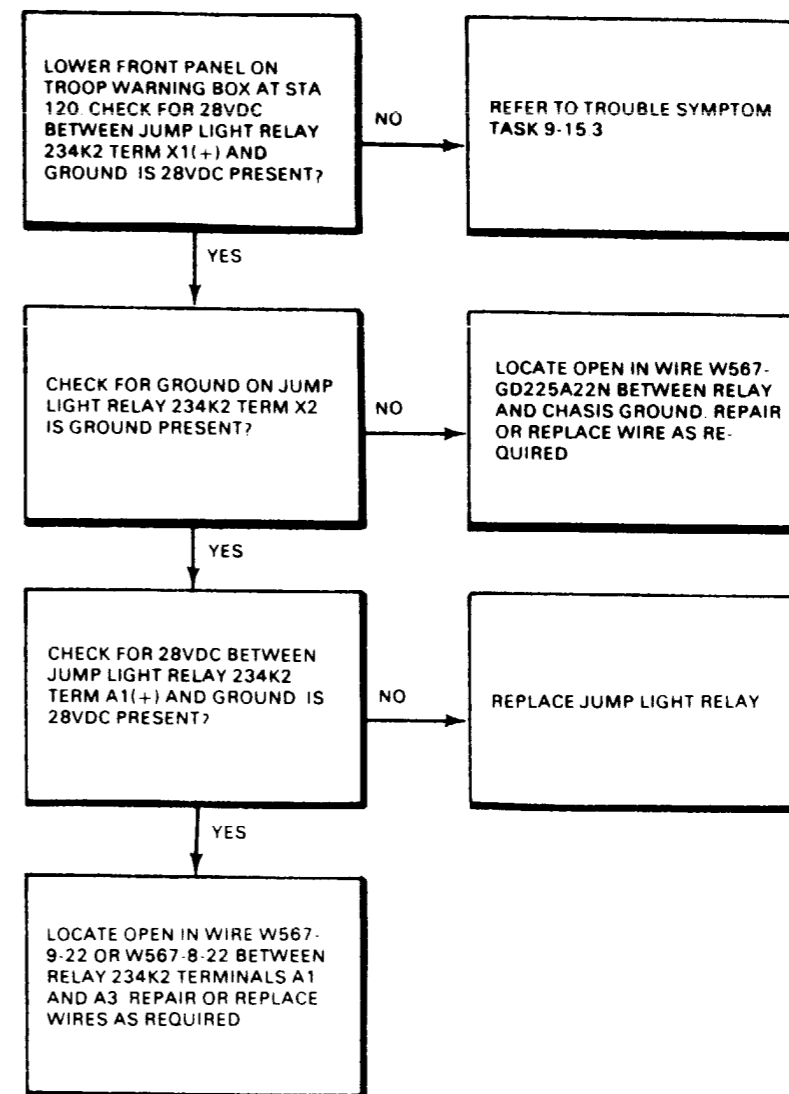 LOWER FRONT PANEL ON
TROOP WARNING BOX AT STA
120. CHECK FOR 28VDC
BETWEEN JUMP LIGHT RELAY
234K2 TERM X1(+) AND
GROUND IS 28VDC PRESENT?
NO
REFER TO TROUBLE SYMPTOM
TASK 9-15.3
YES
CHECK FOR GROUND ON JUMP
LIGHT RELAY 234K2 TERM X2
IS GROUND PRESENT?
NO
LOCATE OPEN IN WIRE W567-
GD225A22N BETWEEN RELAY
AND CHASIS GROUND. REPAIR
OR REPLACE WIRE AS RE-
QUIRED
YES
CHECK FOR 28VDC BETWEEN
JUMP LIGHT RELAY 234K2
TERM A1(+) AND GROUND IS
28VDC PRESENT?
NO
REPLACE JUMP LIGHT RELAY
YES
LOCATE OPEN IN WIRE W567-
9-22 OR W567-8-22 BETWEEN
RELAY 234K2 TERMINALS A1
AND A3 REPAIR OR REPLACE
WIRES AS REQUIRED